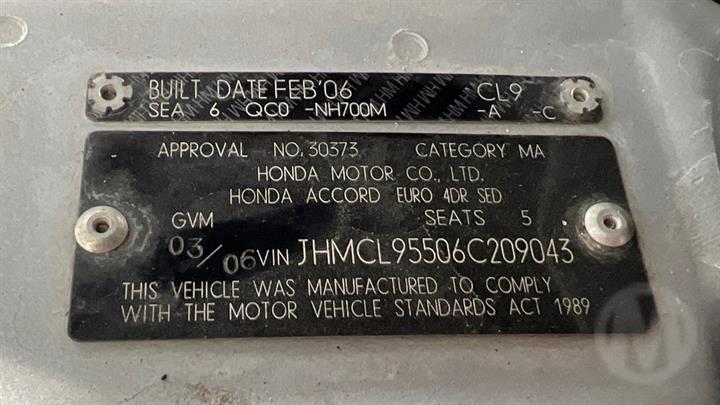 BUILT DATE FEB'06 CL9
SEA 6 QC0 -NH700M -A -C
APPROVAL NO. 30373 CATEGORY MA
HONDA MOTOR CO., LTD.
HONDA ACCORD EURO 4DR SED
GVM SEATS 5
03/06 VIN JHMCL95506C209043
THIS VEHICLE WAS MANUFACTURED TO COMPLY
WITH THE MOTOR VEHICLE STANDARDS ACT 1989
M